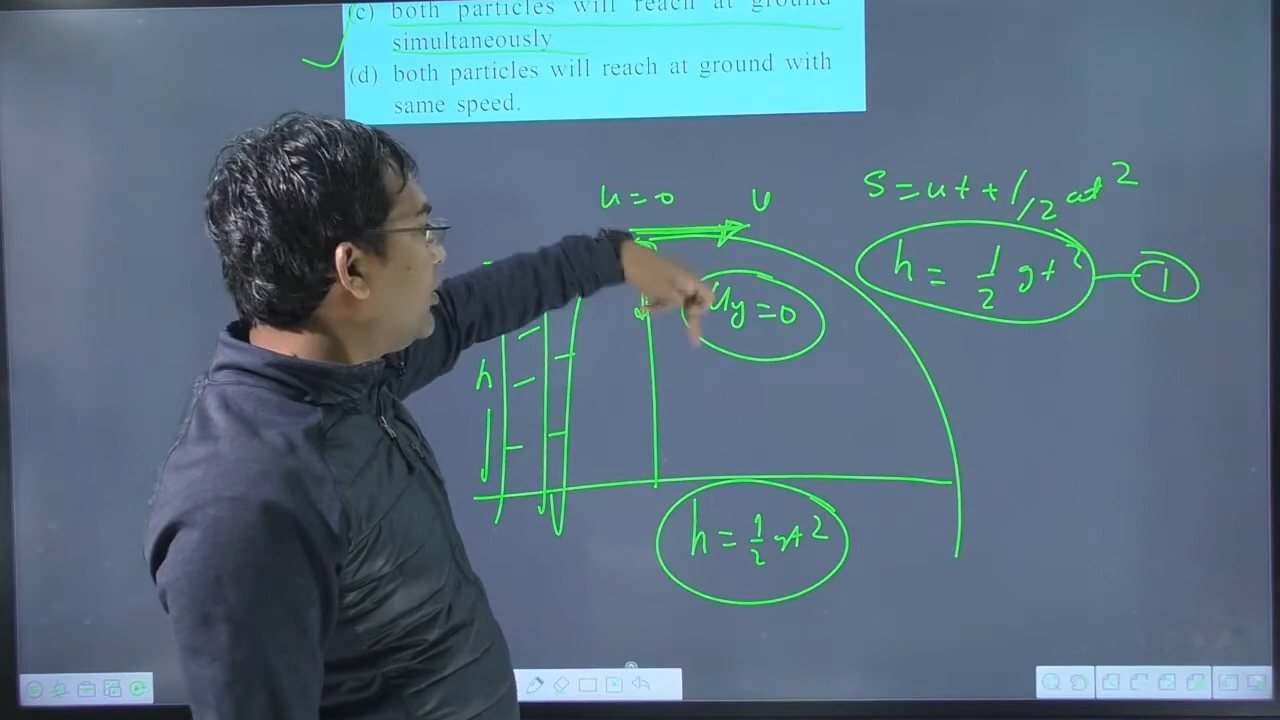 (c) both particles will reach at ground
simultaneously
(d) both particles will reach at ground with
same speed.
u = 0
u
S = ut + 1/2 at²
h = 1/2 gt² — 1
uy = 0
h
h = 1/2 gt²